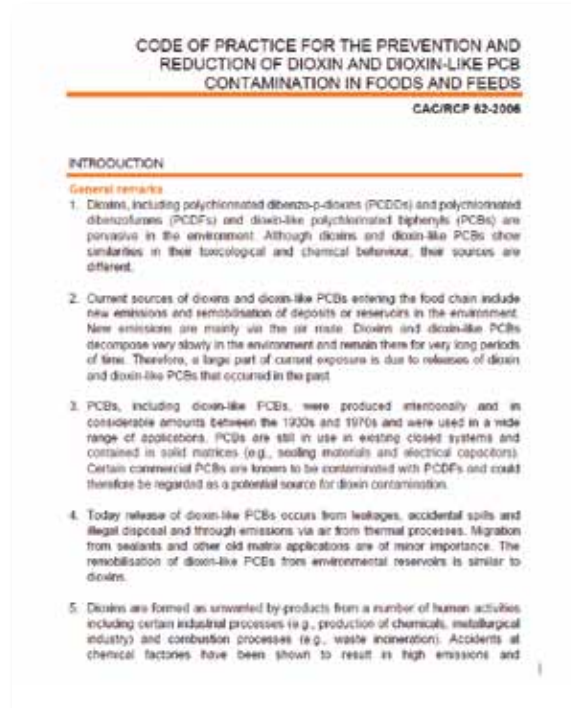 CODE OF PRACTICE FOR THE PREVENTION AND
REDUCTION OF DIOXIN AND DIOXIN-LIKE PCB
CONTAMINATION IN FOODS AND FEEDS
CAC/RCP 62-2006
INTRODUCTION
General remarks
1. Dioxins, including polychlorinated dibenzo-p-dioxins (PCDDs) and polychlorinated
dibenzofurans (PCDFs) and dioxin-like polychlorinated biphenyls (PCBs) are
pervasive in the environment. Although dioxins and dioxin-like PCBs show
similarities in their toxicological and chemical behaviour, their sources are
different.
2. Current sources of dioxins and dioxin-like PCBs entering the food chain include
new emissions and remobilisation of deposits or reservoirs in the environment.
New emissions are mainly via the air route. Dioxins and dioxin-like PCBs
decompose very slowly in the environment and remain there for very long periods
of time. Therefore, a large part of current exposure is due to releases of dioxin
and dioxin-like PCBs that occurred in the past.
3. PCBs, including dioxin-like PCBs, were produced intentionally and in
considerable amounts between the 1930s and 1970s and were used in a wide
range of applications. PCBs are still in use in existing closed systems and
contained in solid matrices (e.g., sealing materials and electrical capacitors).
Certain commercial PCBs are known to be contaminated with PCDFs and could
therefore be regarded as a potential source for dioxin contamination.
4. Today release of dioxin-like PCBs occurs from leakages, accidental spills and
illegal disposal and through emissions via air from thermal processes. Migration
from sealants and other old matrix applications are of minor importance. The
remobilisation of dioxin-like PCBs from environmental reservoirs is similar to
dioxins.
5. Dioxins are formed as unwanted by-products from a number of human activities
including certain industrial processes (e.g., production of chemicals, metallurgical
industry) and combustion processes (e.g., waste incineration). Accidents at
chemical factories have been shown to result in high emissions and